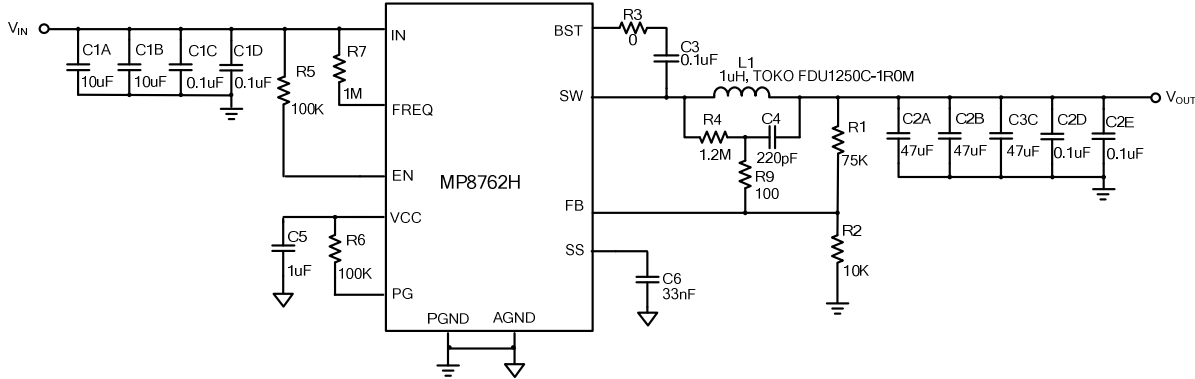 VIN
C1A
10uF
C1B
10uF
C1C
0.1uF
C1D
0.1uF
R5
100K
R7
1M
IN
FREQ
EN
VCC
PG
PGND
AGND
MP8762H
BST
SW
FB
SS
C5
1uF
R6
100K
R3
0
C3
0.1uF
L1
1uH, TOKO FDU1250C-1R0M
R4
1.2M
C4
220pF
R9
100
R1
75K
R2
10K
C6
33nF
C2A
47uF
C2B
47uF
C3C
47uF
C2D
0.1uF
C2E
0.1uF
VOUT